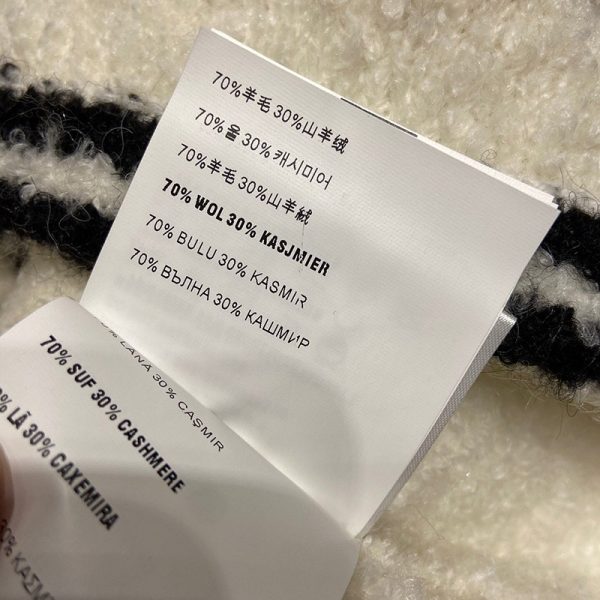 70%羊毛 30%山羊绒
70%울 30%캐시미어
70%羊毛 30%山羊絨
70% WOL 30% KASJMIER
70% BULU 30% KASMIR
70% ВЪЛНА 30% КАШМИР
LANA 30% CAŞMIR
70% SUF 30% CASHMERE
LÃ 30% CAXEMIRA